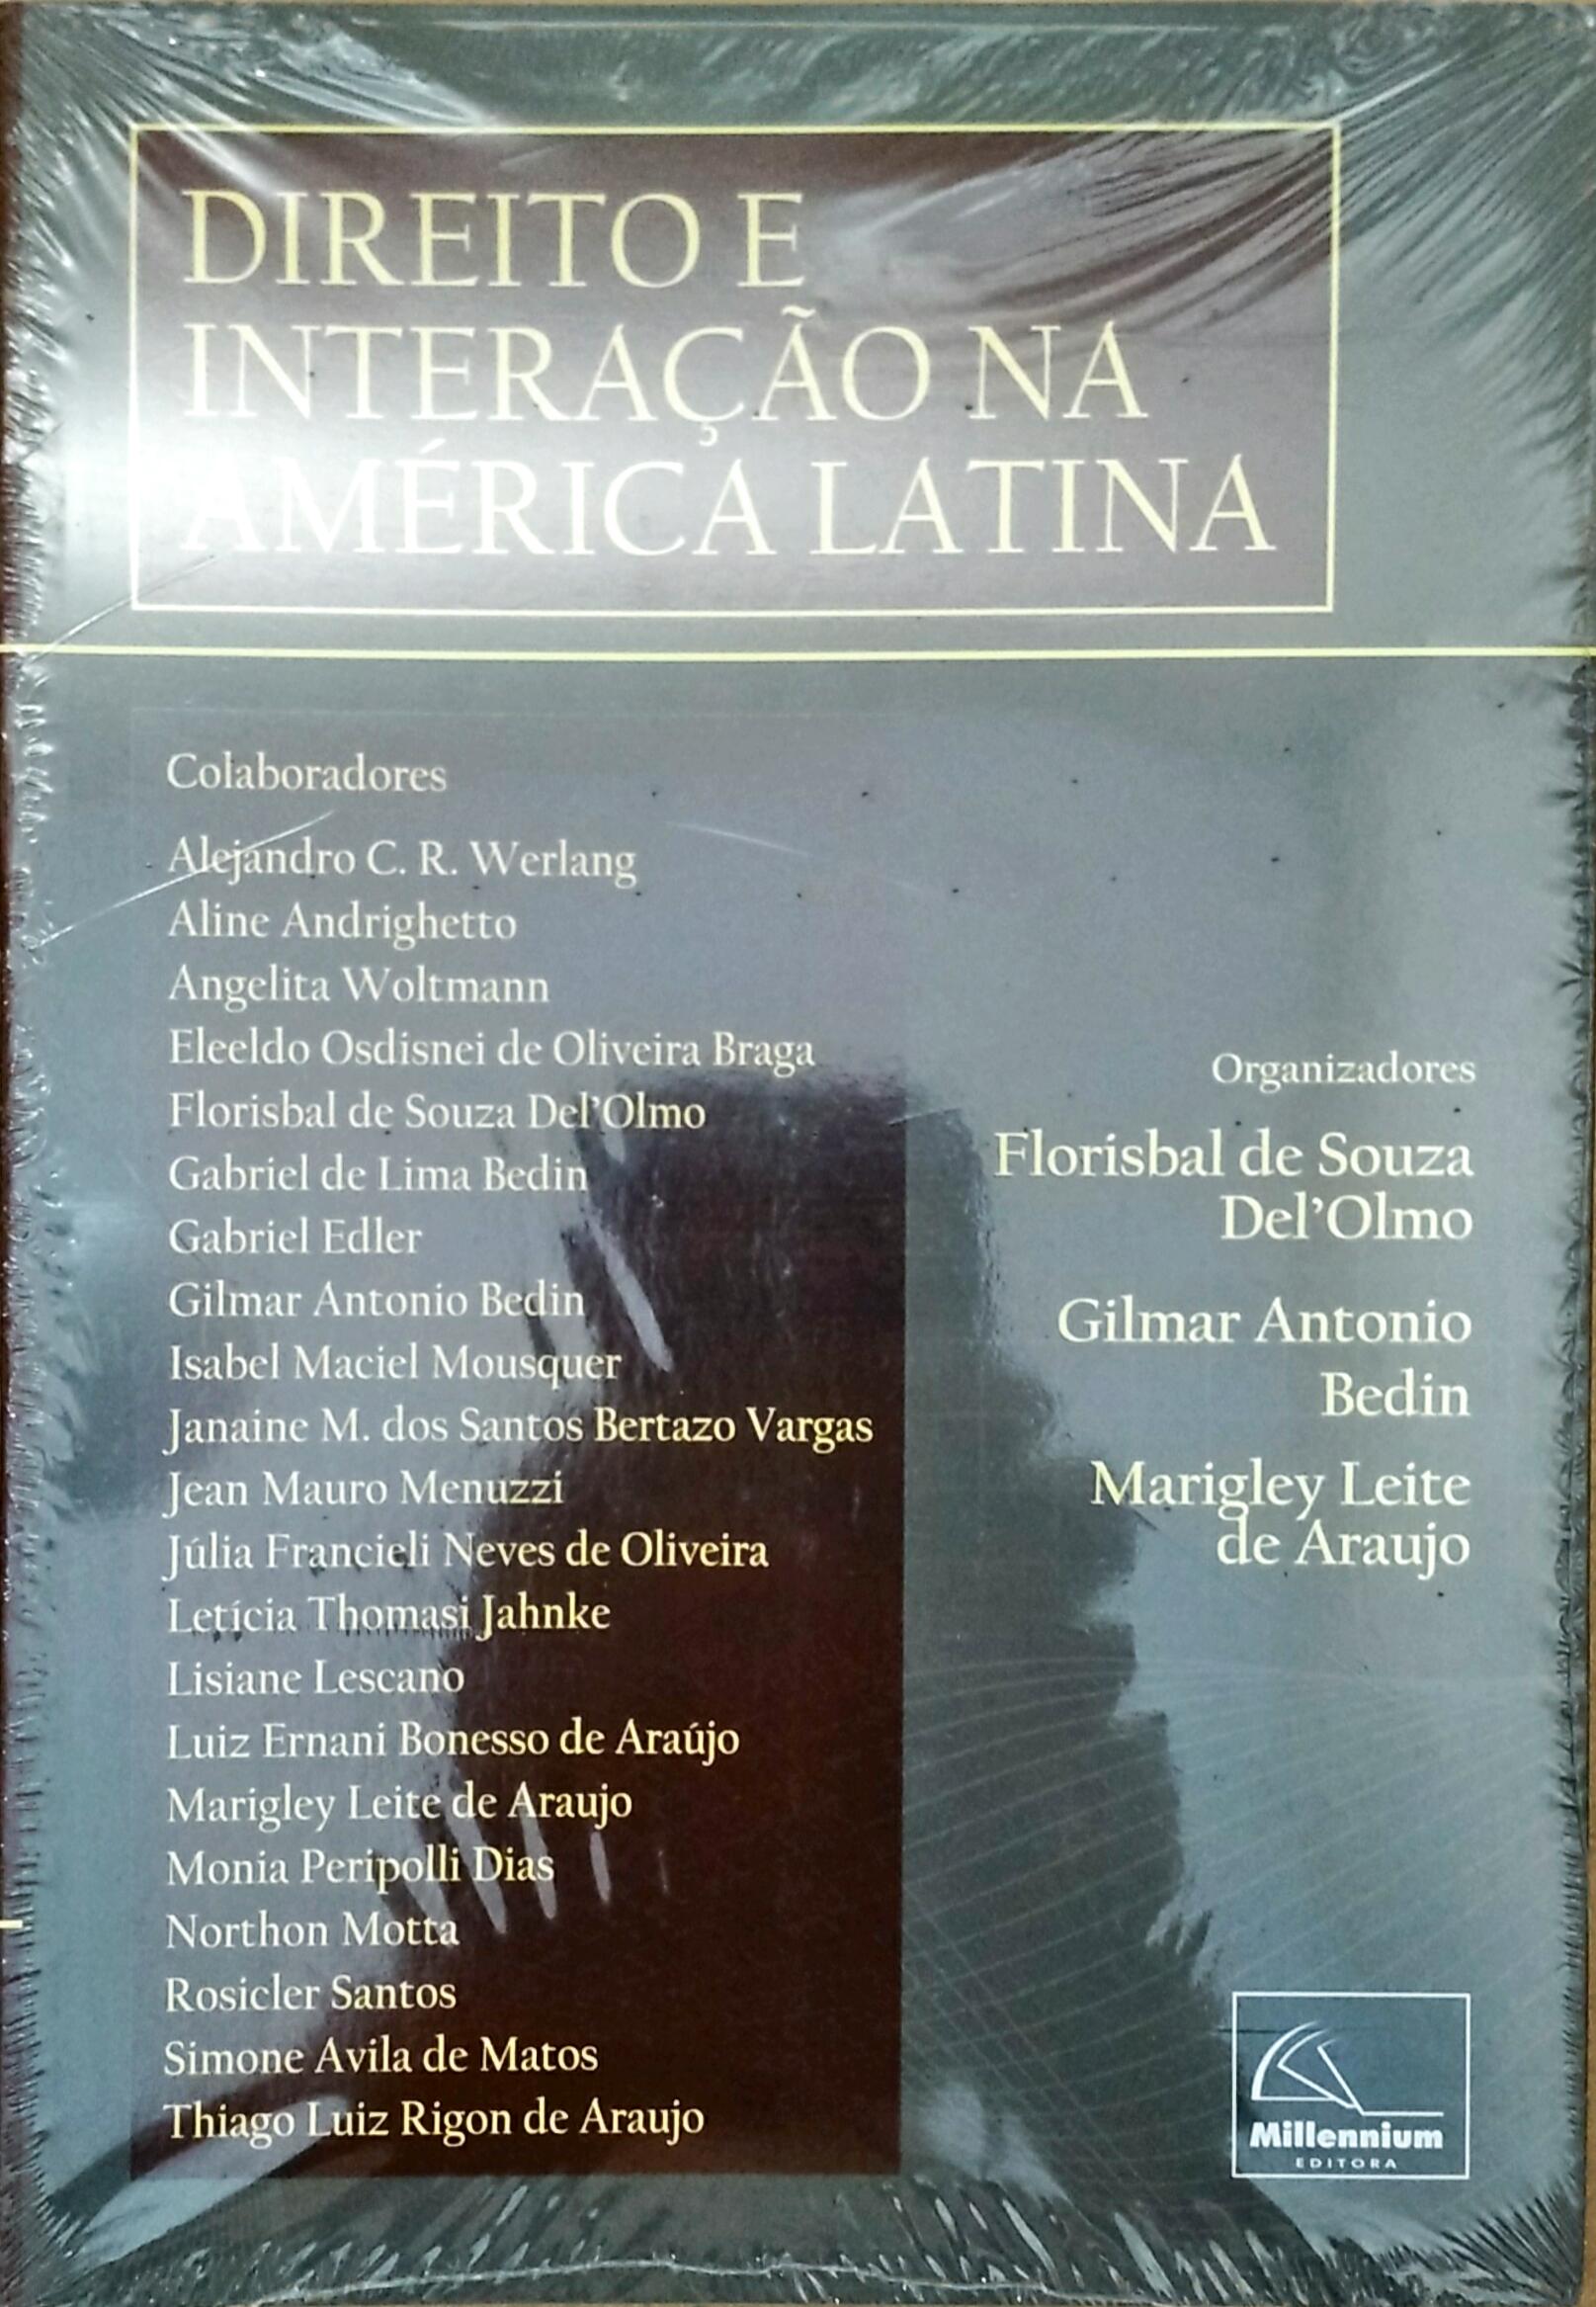 DIREITO E
INTERAÇÃO NA
AMÉRICA LATINA
Colaboradores
Alejandro C. R. Werlang
Aline Andrighetto
Angelita Woltmann
Eleeldo Osdisnei de Oliveira Braga
Florisbal de Souza Del'Olmo
Gabriel de Lima Bedin
Gabriel Edler
Gilmar Antonio Bedin
Isabel Maciel Mousquer
Janaine M. dos Santos Bertazo Vargas
Jean Mauro Menuzzi
Júlia Francieli Neves de Oliveira
Letícia Thomasi Jahnke
Lisiane Lescano
Luiz Ernani Bonesso de Araújo
Marigley Leite de Araujo
Monia Peripolli Dias
Northon Motta
Rosicler Santos
Simone Avila de Matos
Thiago Luiz Rigon de Araujo
Organizadores
Florisbal de Souza
Del'Olmo
Gilmar Antonio
Bedin
Marigley Leite
de Araujo
Millennium
EDITORA